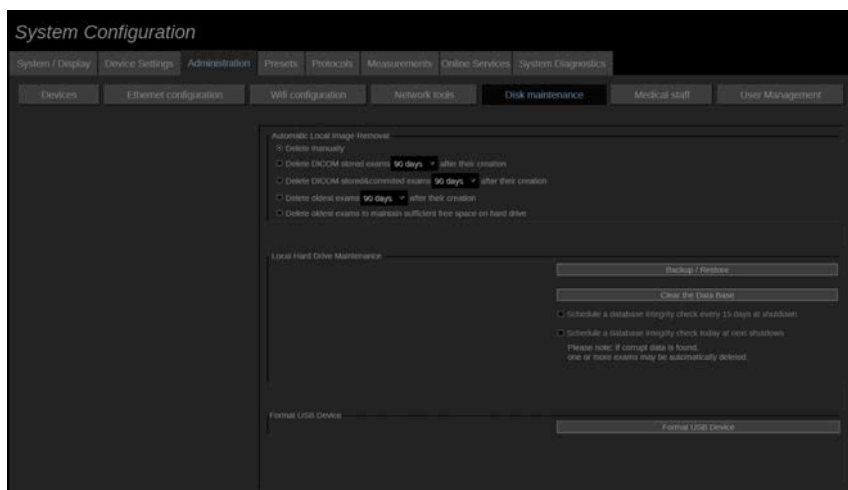 System Configuration
System / Display Device Settings Administration Presets Protocols Measurements Online Services System Diagnostics
Devices Ethernet configuration Wifi configuration Network tools Disk maintenance Medical staff User Management
Automatic Local Image Removal
Delete manually
Delete DICOM stored exams 90 days after their creation
Delete DICOM stored&commited exams 90 days after their creation
Delete oldest exams 90 days after their creation
Delete oldest exams to maintain sufficient free space on hard drive
Local Hard Drive Maintenance
Backup / Restore
Clear the Data Base
Schedule a database integrity check every 15 days at shutdown
Schedule a database integrity check today at next shutdown
Please note: If corrupt data is found,
one or more exams may be automatically deleted.
Format USB Device
Format USB Device